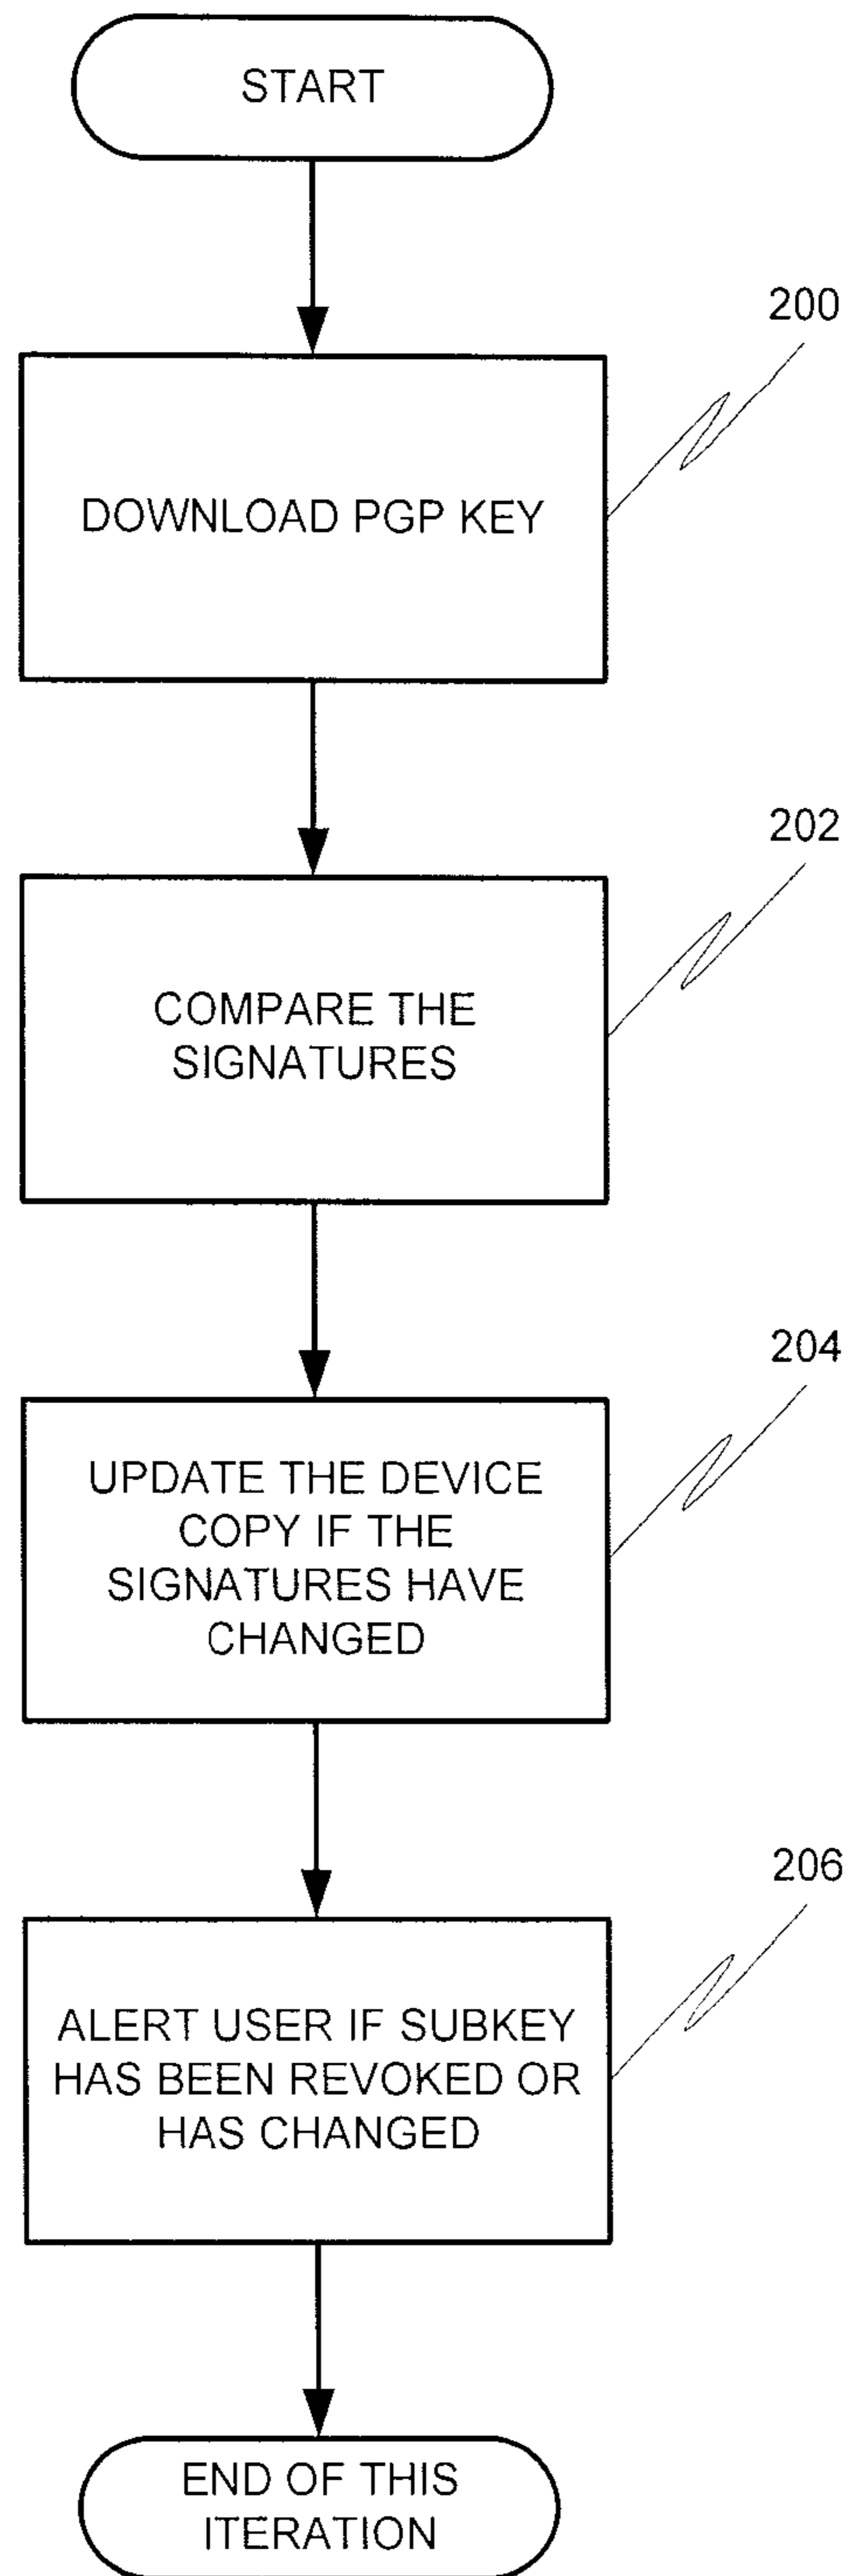 START
200
DOWNLOAD PGP KEY
202
COMPARE THE
SIGNATURES
204
UPDATE THE DEVICE
COPY IF THE
SIGNATURES HAVE
CHANGED
206
ALERT USER IF SUBKEY
HAS BEEN REVOKED OR
HAS CHANGED
END OF THIS
ITERATION